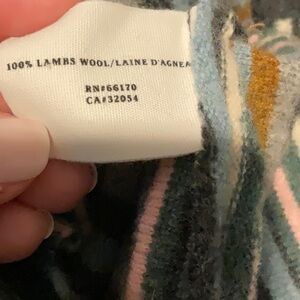 100% LAMBS WOOL/LAINE D'AGNEA
RN#66170
CA#32054